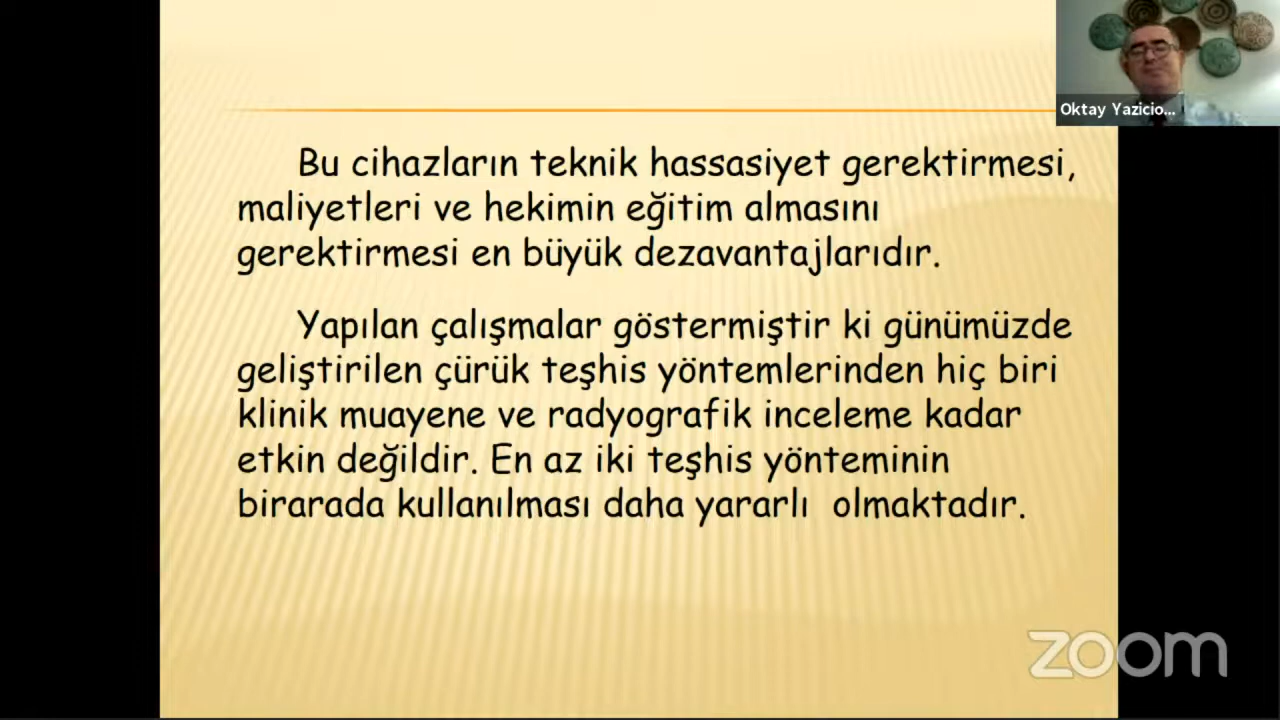 Oktay Yazicio...
Bu cihazların teknik hassasiyet gerektirmesi,
maliyetleri ve hekimin eğitim almasını
gerektirmesi en büyük dezavantajlarıdır.
Yapılan çalışmalar göstermiştir ki günümüzde
geliştirilen çürük teşhis yöntemlerinden hiç biri
klinik muayene ve radyografik inceleme kadar
etkin değildir. En az iki teşhis yönteminin
birarada kullanılması daha yararlı olmaktadır.
zoom